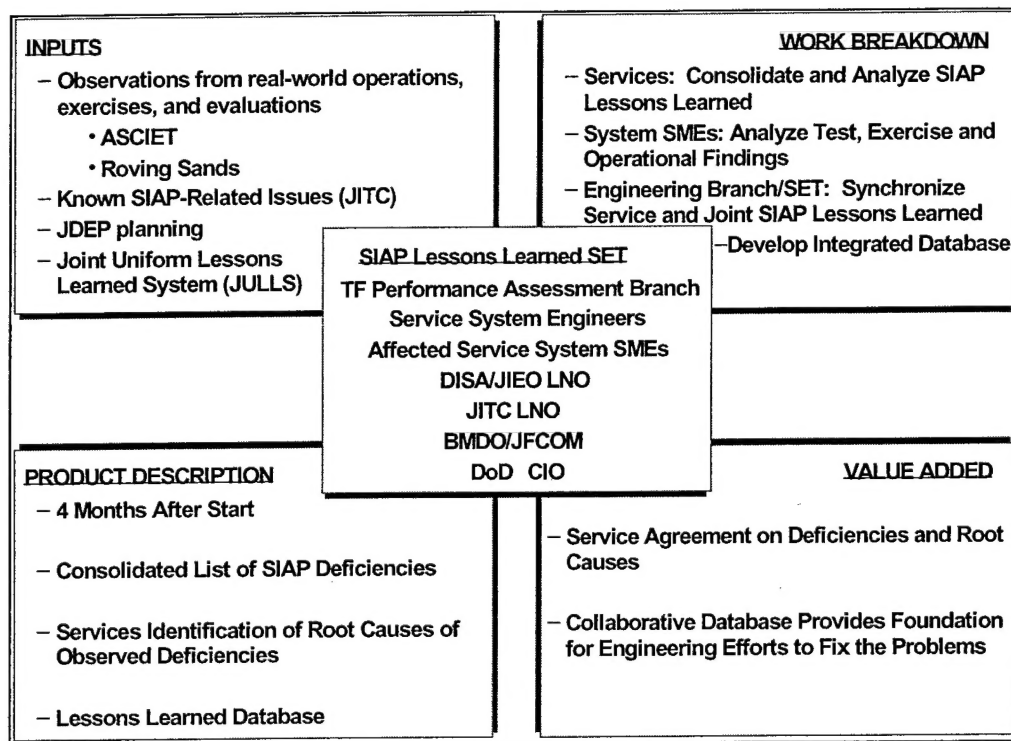 INPUTS
– Observations from real-world operations,
exercises, and evaluations
• ASCIET
• Roving Sands
– Known SIAP-Related Issues (JITC)
– JDEP planning
– Joint Uniform Lessons
Learned System (JULLS)
WORK BREAKDOWN
– Services: Consolidate and Analyze SIAP
Lessons Learned
– System SMEs: Analyze Test, Exercise and
Operational Findings
– Engineering Branch/SET: Synchronize
Service and Joint SIAP Lessons Learned
–Develop Integrated Database
SIAP Lessons Learned SET
TF Performance Assessment Branch
Service System Engineers
Affected Service System SMEs
DISA/JIEO LNO
JITC LNO
BMDO/JFCOM
DoD CIO
PRODUCT DESCRIPTION
– 4 Months After Start
– Consolidated List of SIAP Deficiencies
– Services Identification of Root Causes of
Observed Deficiencies
– Lessons Learned Database
VALUE ADDED
– Service Agreement on Deficiencies and Root
Causes
– Collaborative Database Provides Foundation
for Engineering Efforts to Fix the Problems